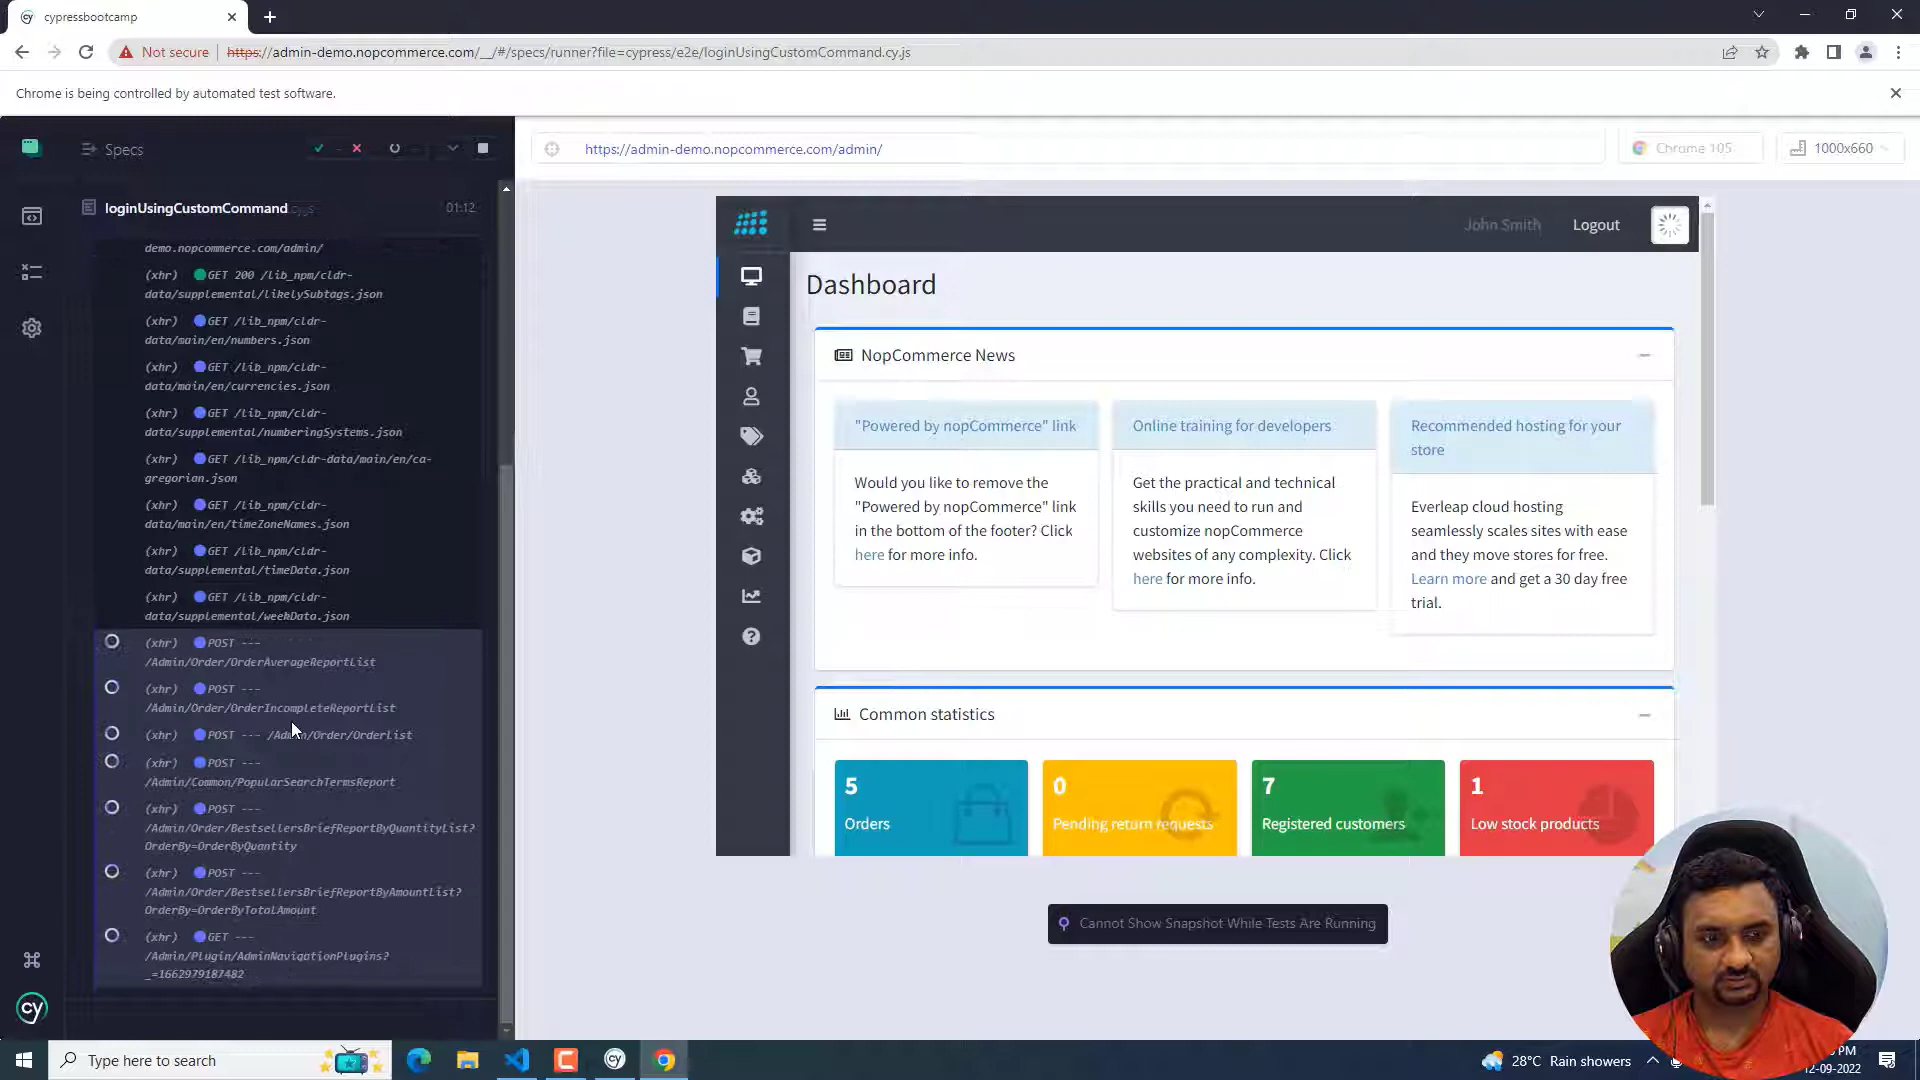 cypressbootcamp
Not secure
https://admin-demo.nopcommerce.com/__/#/specs/runner?file=cypress/e2e/loginUsingCustomCommand.cy.js
Chrome is being controlled by automated test software.
Specs
https://admin-demo.nopcommerce.com/admin/
Chrome 105
1000x660
loginUsingCustomCommand.cy.js
01:12
demo.nopcommerce.com/admin/
(xhr) GET 200 /lib_npm/cldr-
data/supplemental/likelySubtags.json
(xhr) GET /lib_npm/cldr-
data/main/en/numbers.json
(xhr) GET /lib_npm/cldr-
data/main/en/currencies.json
(xhr) GET /lib_npm/cldr-
data/supplemental/numberingSystems.json
(xhr) GET /lib_npm/cldr-data/main/en/ca-
gregorian.json
(xhr) GET /lib_npm/cldr-
data/main/en/timeZoneNames.json
(xhr) GET /lib_npm/cldr-
data/supplemental/timeData.json
(xhr) GET /lib_npm/cldr-
data/supplemental/weekData.json
(xhr) POST ---
/Admin/Order/OrderAverageReportList
(xhr) POST ---
/Admin/Order/OrderIncompleteReportList
(xhr) POST --- /Admin/Order/OrderList
(xhr) POST ---
/Admin/Common/PopularSearchTermsReport
(xhr) POST ---
/Admin/Order/BestsellersBriefReportByQuantityList?
OrderBy=OrderByQuantity
(xhr) POST ---
/Admin/Order/BestsellersBriefReportByAmountList?
OrderBy=OrderByTotalAmount
(xhr) GET ---
/Admin/Plugin/AdminNavigationPlugins?
_=1662979187482
cy
John Smith
Logout
Dashboard
NopCommerce News
"Powered by nopCommerce" link
Would you like to remove the
"Powered by nopCommerce" link
in the bottom of the footer? Click
here for more info.
Online training for developers
Get the practical and technical
skills you need to run and
customize nopCommerce
websites of any complexity. Click
here for more info.
Recommended hosting for your
store
Everleap cloud hosting
seamlessly scales sites with ease
and they move stores for free.
Learn more and get a 30 day free
trial.
Common statistics
5
Orders
0
Pending return requests
7
Registered customers
1
Low stock products
Cannot Show Snapshot While Tests Are Running
Type here to search
cy
28°C Rain showers
PM
12-09-2022